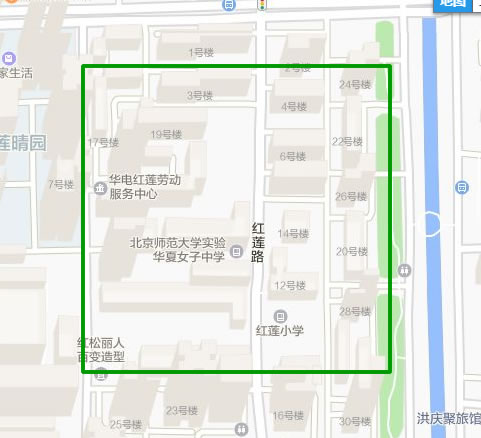 地图
1号楼
家生活
2号楼
24号楼
3号楼
4号楼
莲晴园
17号楼
19号楼
22号楼
6号楼
7号楼
华电红莲劳动
服务中心
26号楼
红莲路
14号楼
北京师范大学实验
华夏女子中学
20号楼
12号楼
28号楼
红莲小学
红松丽人
百变造型
23号楼
16号楼
25号楼
30号楼
洪庆聚旅馆